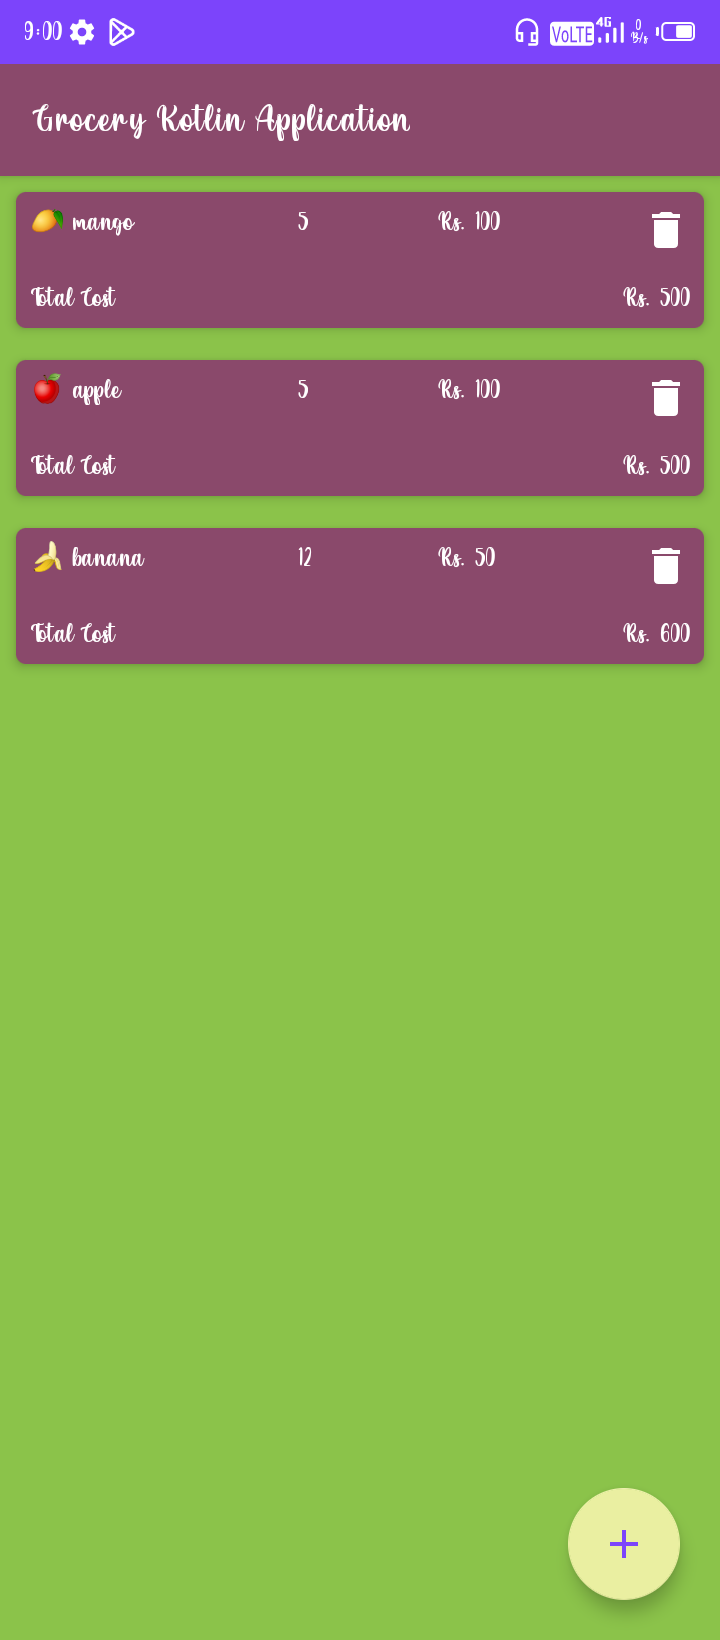 9:00 VoLTE 4G 0 B/s
Grocery Kotlin Application
🥭 mango 5 Rs. 100
Total Cost Rs. 500
🍎 apple 5 Rs. 100
Total Cost Rs. 500
🍌 banana 12 Rs. 50
Total Cost Rs. 600